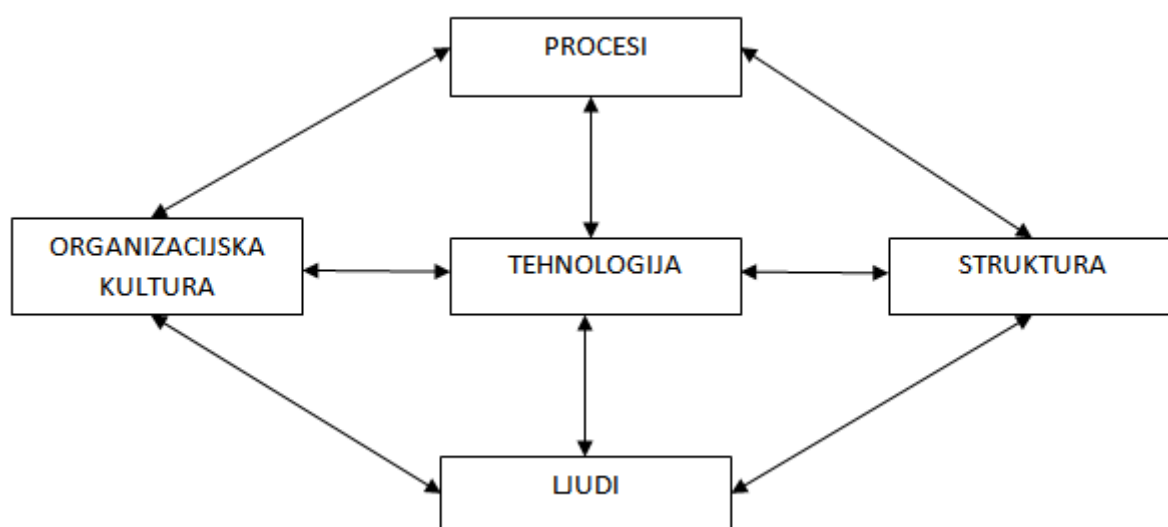 PROCESI
ORGANIZACIJSKA
KULTURA
TEHNOLOGIJA
STRUKTURA
LJUDI